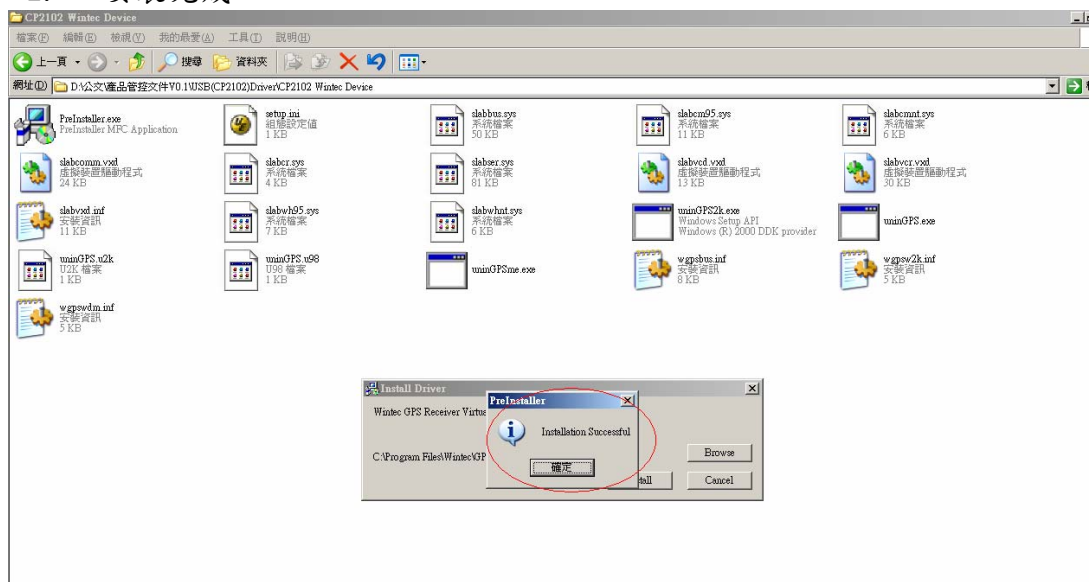 CP2102 Wintec Device
檔案(F) 編輯(E) 檢視(V) 我的最愛(A) 工具(T) 說明(H)
上一頁 搜尋 資料夾
網址(D) D:\公文\產品管控文件V0.1\USB(CP2102)Driver\CP2102 Wintec Device
PreInstaller.exe
PreInstaller MFC Application
setup.ini
組態設定值
1 KB
slabbus.sys
系統檔案
50 KB
slabcm95.sys
系統檔案
11 KB
slabcmnt.sys
系統檔案
6 KB
slabcomm.vxd
虛擬裝置驅動程式
24 KB
slabcr.sys
系統檔案
4 KB
slabser.sys
系統檔案
81 KB
slabvcd.vxd
虛擬裝置驅動程式
13 KB
slabvcr.vxd
虛擬裝置驅動程式
30 KB
slabvxd.inf
安裝資訊
11 KB
slabwh95.sys
系統檔案
7 KB
slabwhnt.sys
系統檔案
6 KB
uninGPS2k.exe
Windows Setup API
Windows (R) 2000 DDK provider
uninGPS.exe
uninGPS.u2k
U2K 檔案
1 KB
uninGPS.u98
U98 檔案
1 KB
uninGPSme.exe
wgpsbus.inf
安裝資訊
8 KB
wgpsw2k.inf
安裝資訊
5 KB
wgpswdm.inf
安裝資訊
5 KB
Install Driver
Wintec GPS Receiver Virtua
C:\Program Files\Wintec\GP
Browse
tall
Cancel
PreInstaller
Installation Successful
確定